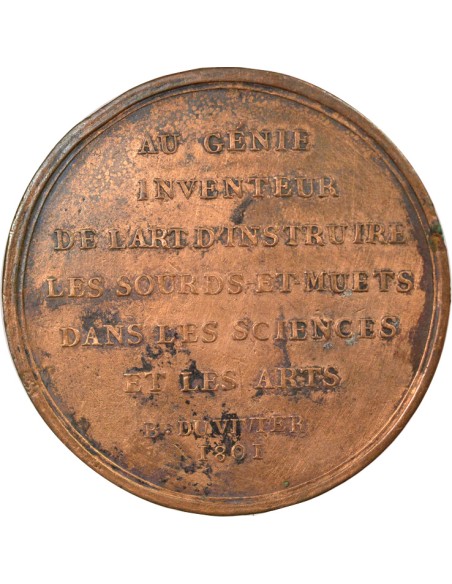 AU GÉNIE
INVENTEUR
DE L'ART D'INSTRUIRE
LES SOURDS-ET-MUETS
DANS LES SCIENCES
ET LES ARTS
B. DUVIVIER
1801